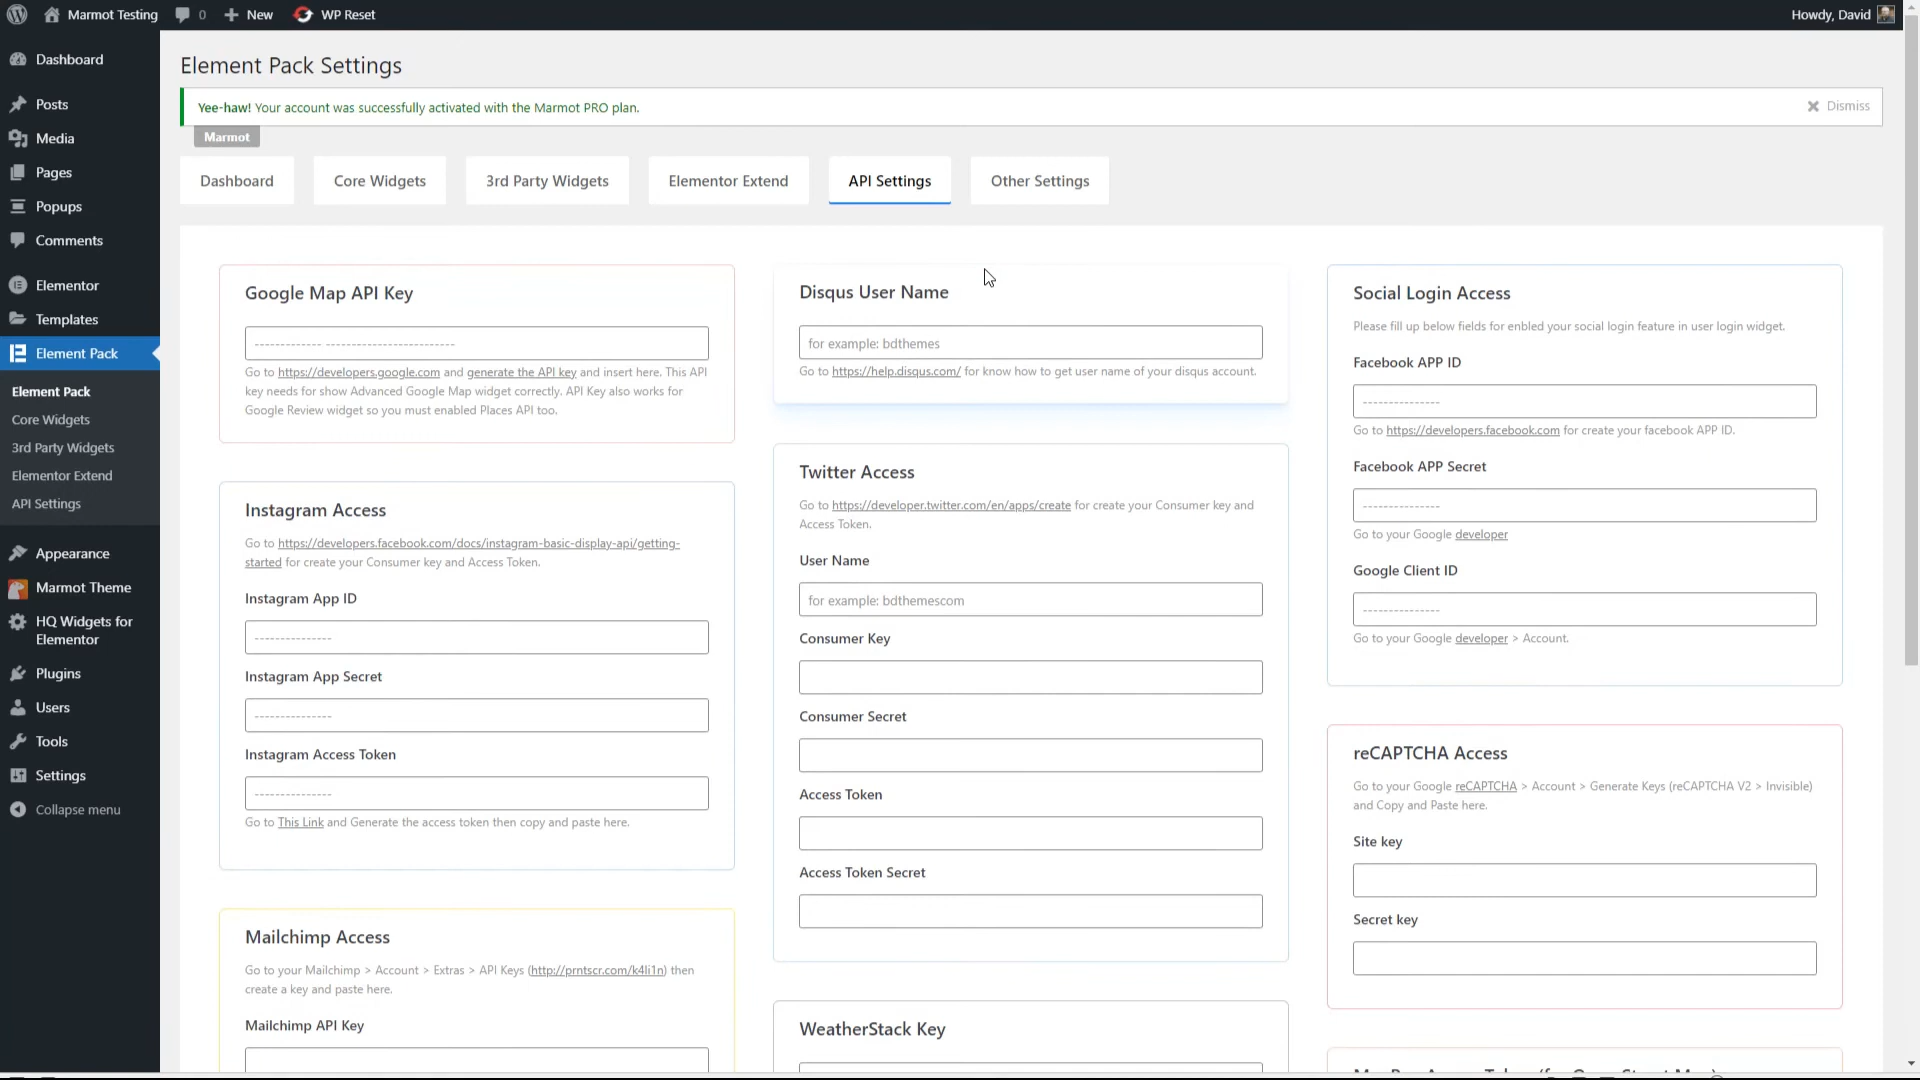 Marmot Testing
0
New
WP Reset
Howdy, David
Dashboard
Posts
Media
Pages
Popups
Comments
Elementor
Templates
Element Pack
Element Pack
Core Widgets
3rd Party Widgets
Elementor Extend
API Settings
Appearance
Marmot Theme
HQ Widgets for
Elementor
Plugins
Users
Tools
Settings
Collapse menu
Element Pack Settings
Yee-haw! Your account was successfully activated with the Marmot PRO plan.
Dismiss
Marmot
Dashboard
Core Widgets
3rd Party Widgets
Elementor Extend
API Settings
Other Settings
Google Map API Key
------------- -------------------------
Go to https://developers.google.com and generate the API key and insert here. This API
key needs for show Advanced Google Map widget correctly. API Key also works for
Google Review widget so you must enabled Places API too.
Instagram Access
Go to https://developers.facebook.com/docs/instagram-basic-display-api/getting-
started for create your Consumer key and Access Token.
Instagram App ID
---------------
Instagram App Secret
---------------
Instagram Access Token
---------------
Go to This Link and Generate the access token then copy and paste here.
Mailchimp Access
Go to your Mailchimp > Account > Extras > API Keys (http://prntscr.com/k4li1n) then
create a key and paste here.
Mailchimp API Key
Disqus User Name
for example: bdthemes
Go to https://help.disqus.com/ for know how to get user name of your disqus account.
Twitter Access
Go to https://developer.twitter.com/en/apps/create for create your Consumer key and
Access Token.
User Name
for example: bdthemescom
Consumer Key
Consumer Secret
Access Token
Access Token Secret
WeatherStack Key
Social Login Access
Please fill up below fields for enbled your social login feature in user login widget.
Facebook APP ID
---------------
Go to https://developers.facebook.com for create your facebook APP ID.
Facebook APP Secret
---------------
Go to your Google developer
Google Client ID
---------------
Go to your Google developer > Account.
reCAPTCHA Access
Go to your Google reCAPTCHA > Account > Generate Keys (reCAPTCHA V2 > Invisible)
and Copy and Paste here.
Site key
Secret key